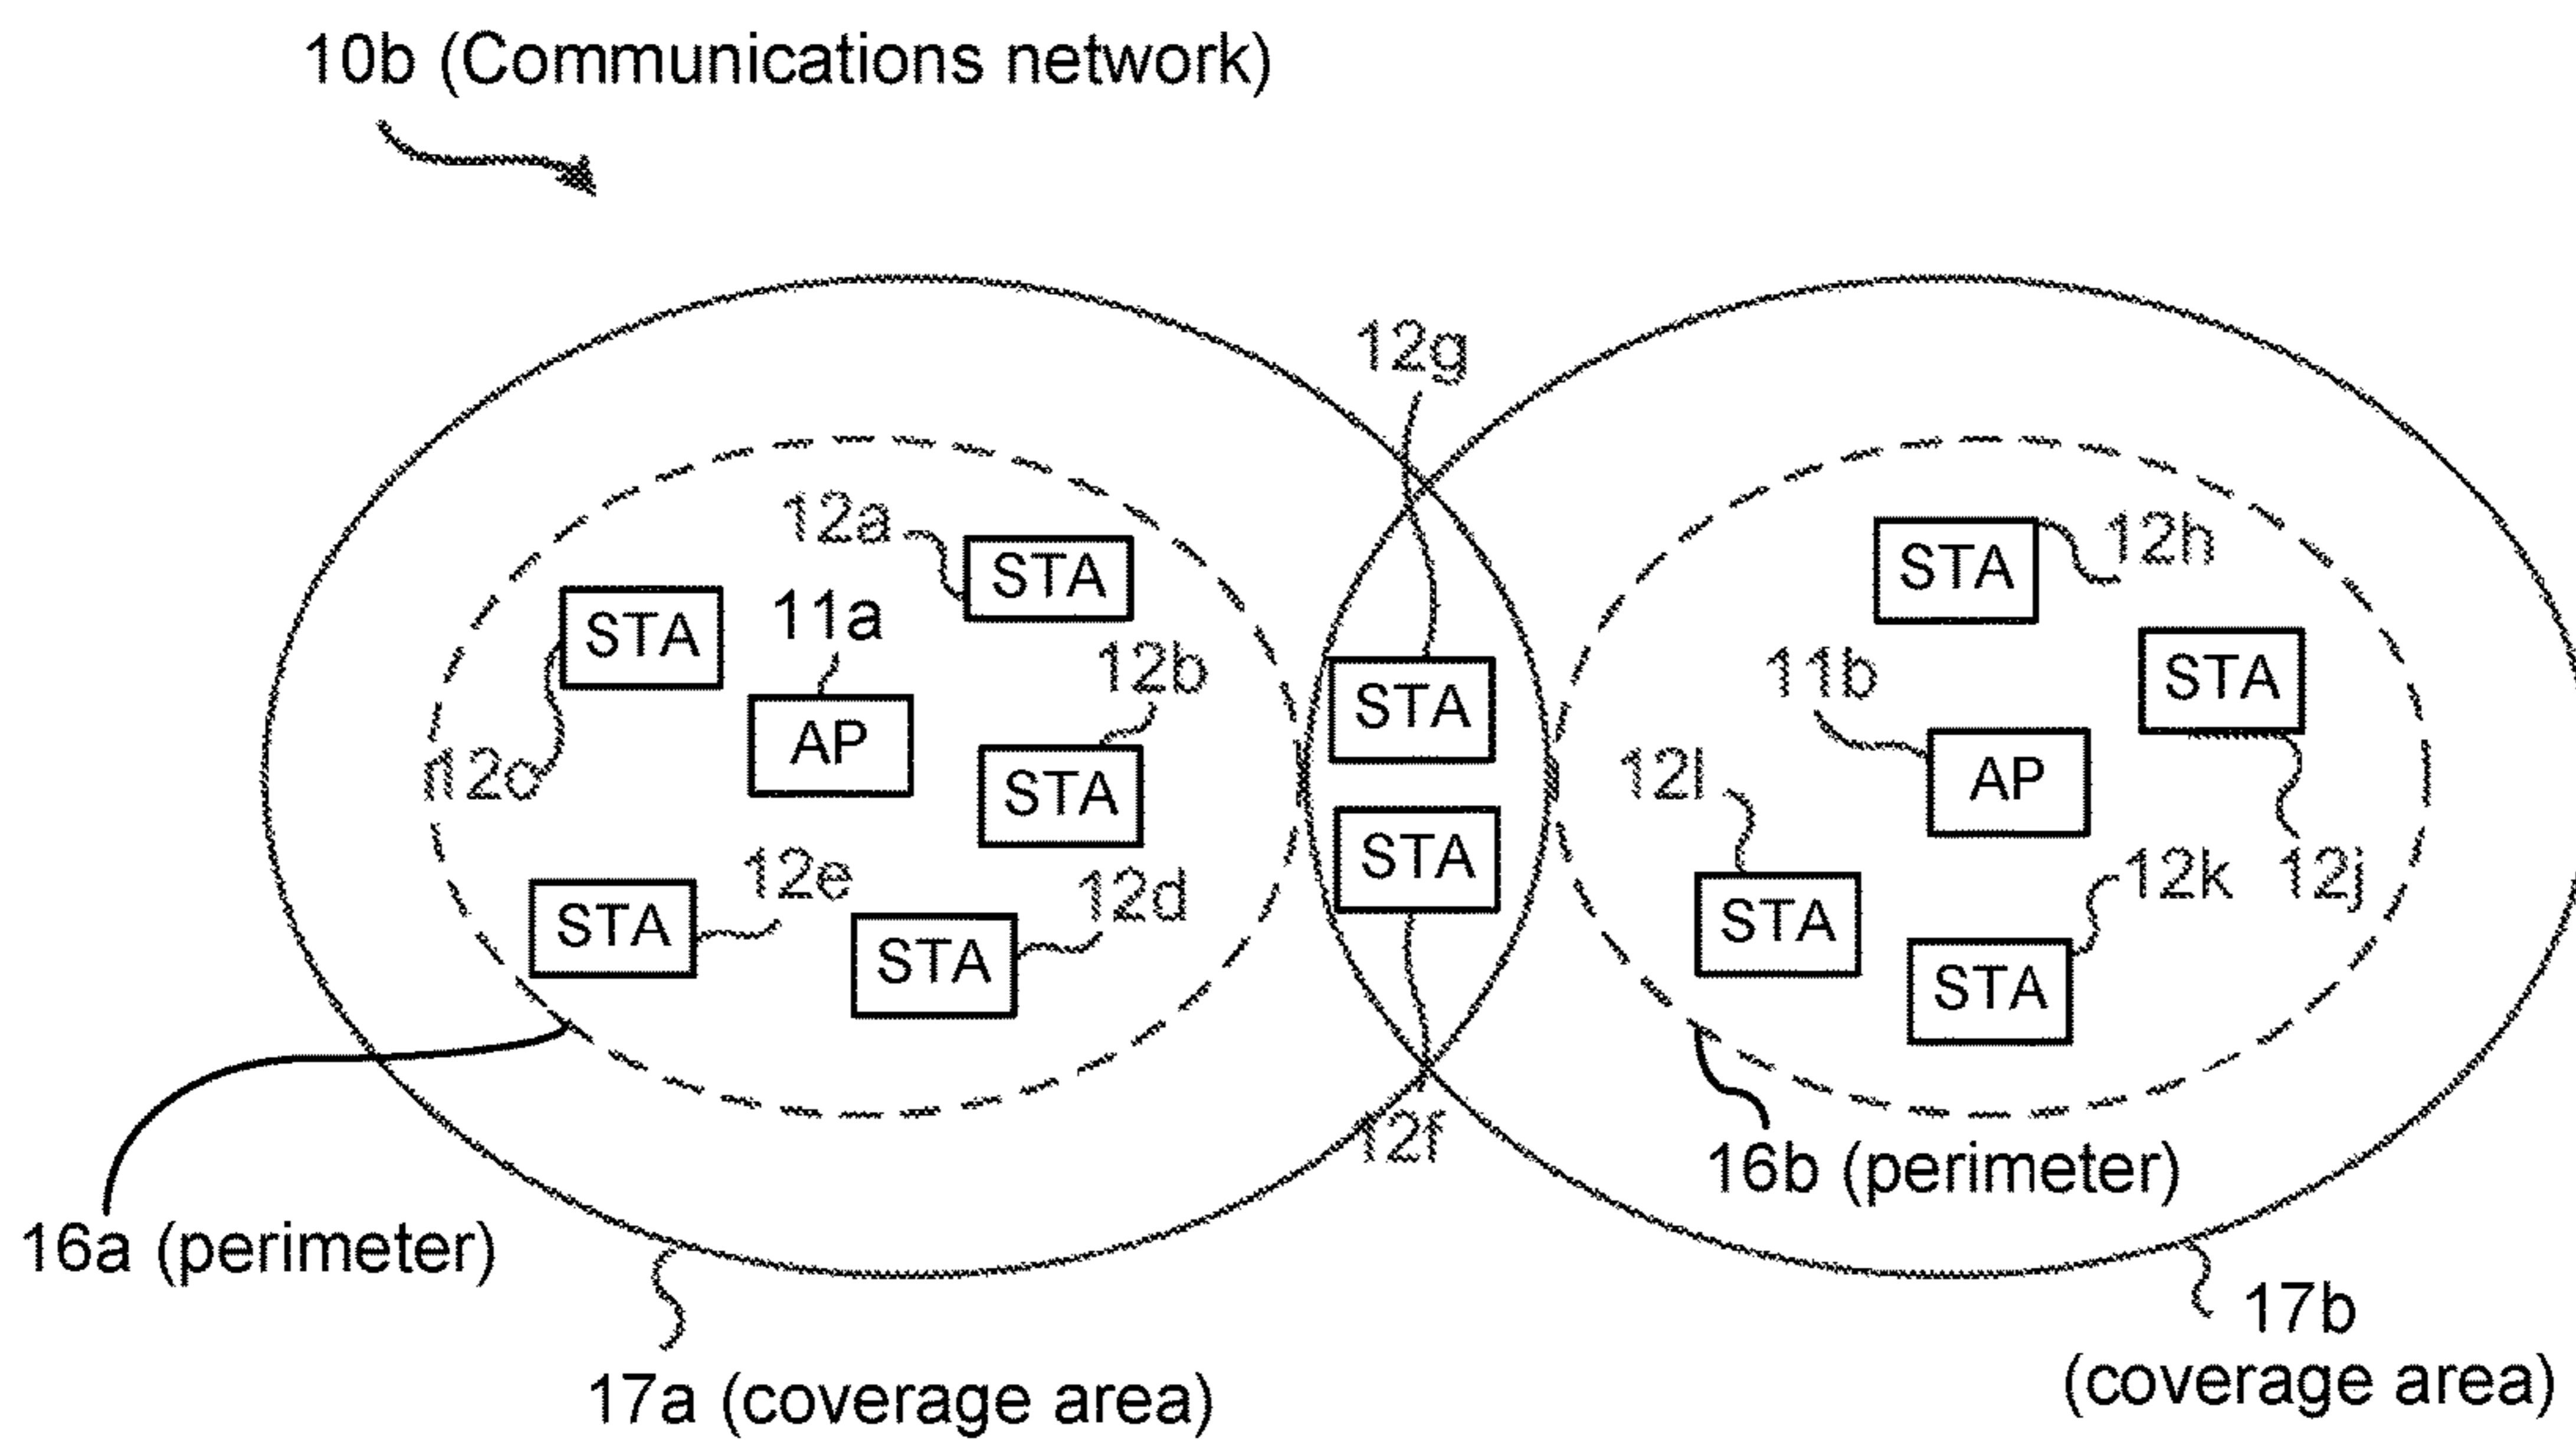 10b (Communications network)
12g
12a
STA
STA
12h
STA
11a
12b
STA
11b
STA
12c
AP
STA
12l
AP
STA
12e
12d
12k
12j
STA
STA
STA
STA
12f
16b (perimeter)
16a (perimeter)
17b
(coverage area)
17a (coverage area)